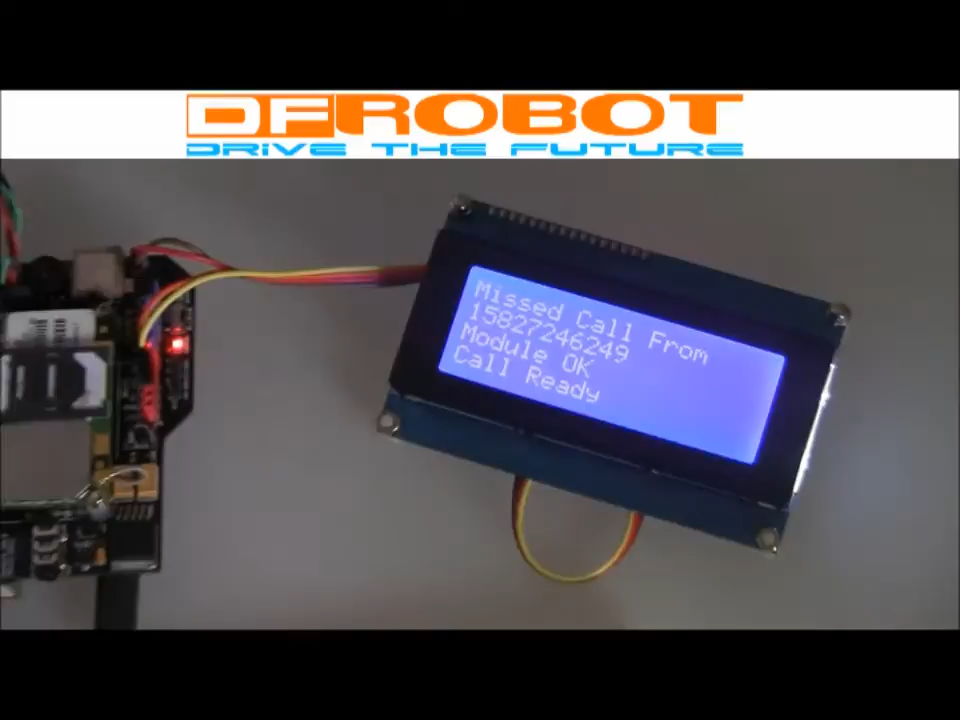 DFROBOT
DRIVE THE FUTURE
Missed Call From
15827246249
Module OK
Call Ready